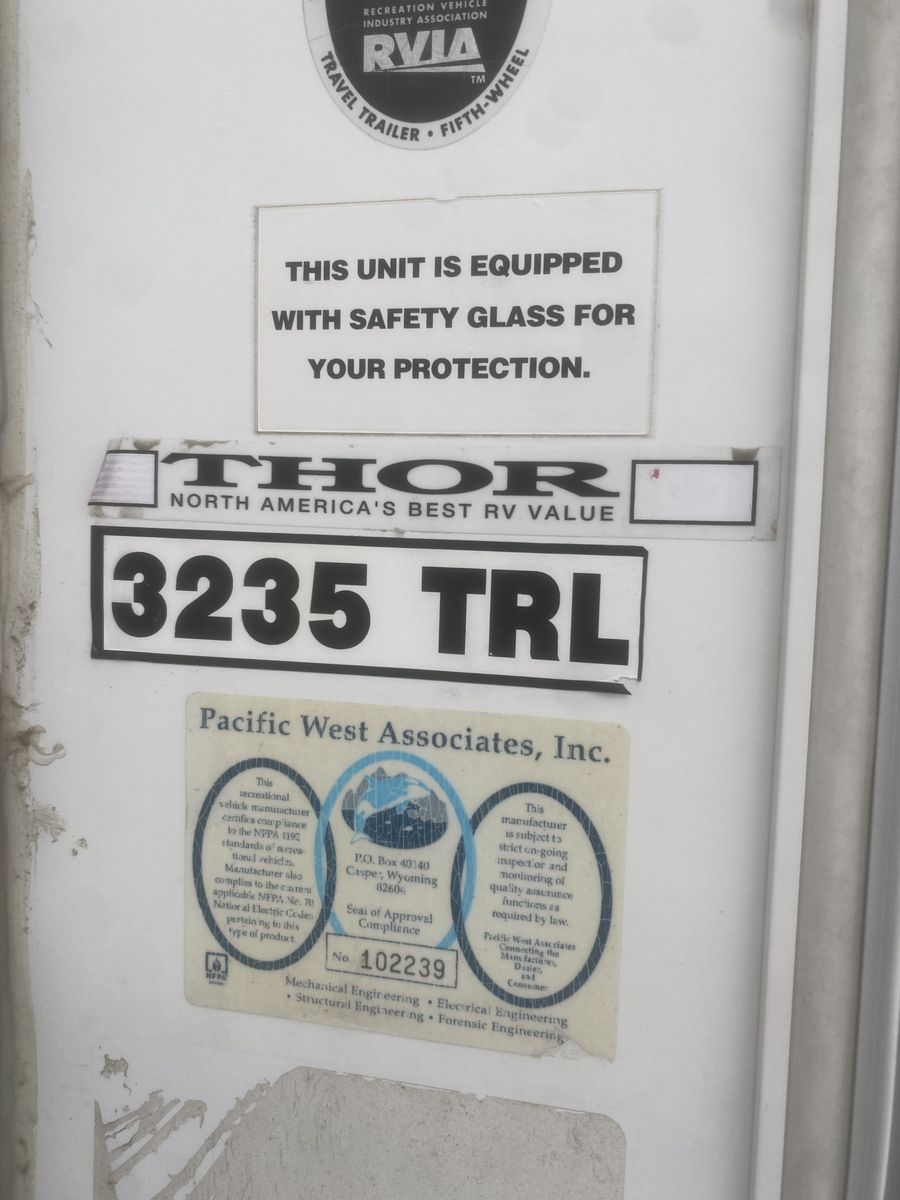 RECREATION VEHICLE
INDUSTRY ASSOCIATION
RVIA
TM
TRAVEL TRAILER • FIFTH-WHEEL
THIS UNIT IS EQUIPPED
WITH SAFETY GLASS FOR
YOUR PROTECTION.
THOR
NORTH AMERICA'S BEST RV VALUE
3235 TRL
Pacific West Associates, Inc.
This
recreational
vehicle manufacturer
certifies compliance
to the NFPA 1192
standards of recrea-
tional vehicles.
Manufacturer also
complies to the current
applicable NFPA No. 70
National Electric Codes
pertaining to this
type of product.
NFPA
P.O. Box 40140
Casper, Wyoming
82604
Seal of Approval
Compliance
No. 102239
This
manufacturer
is subject to
strict on-going
inspection and
monitoring of
quality assurance
functions as
required by law.
Pacific West Associates
Connecting the
Manufacturer,
Dealer,
and
Consumer
Mechanical Engineering • Electrical Engineering
• Structural Engineering • Forensic Engineering